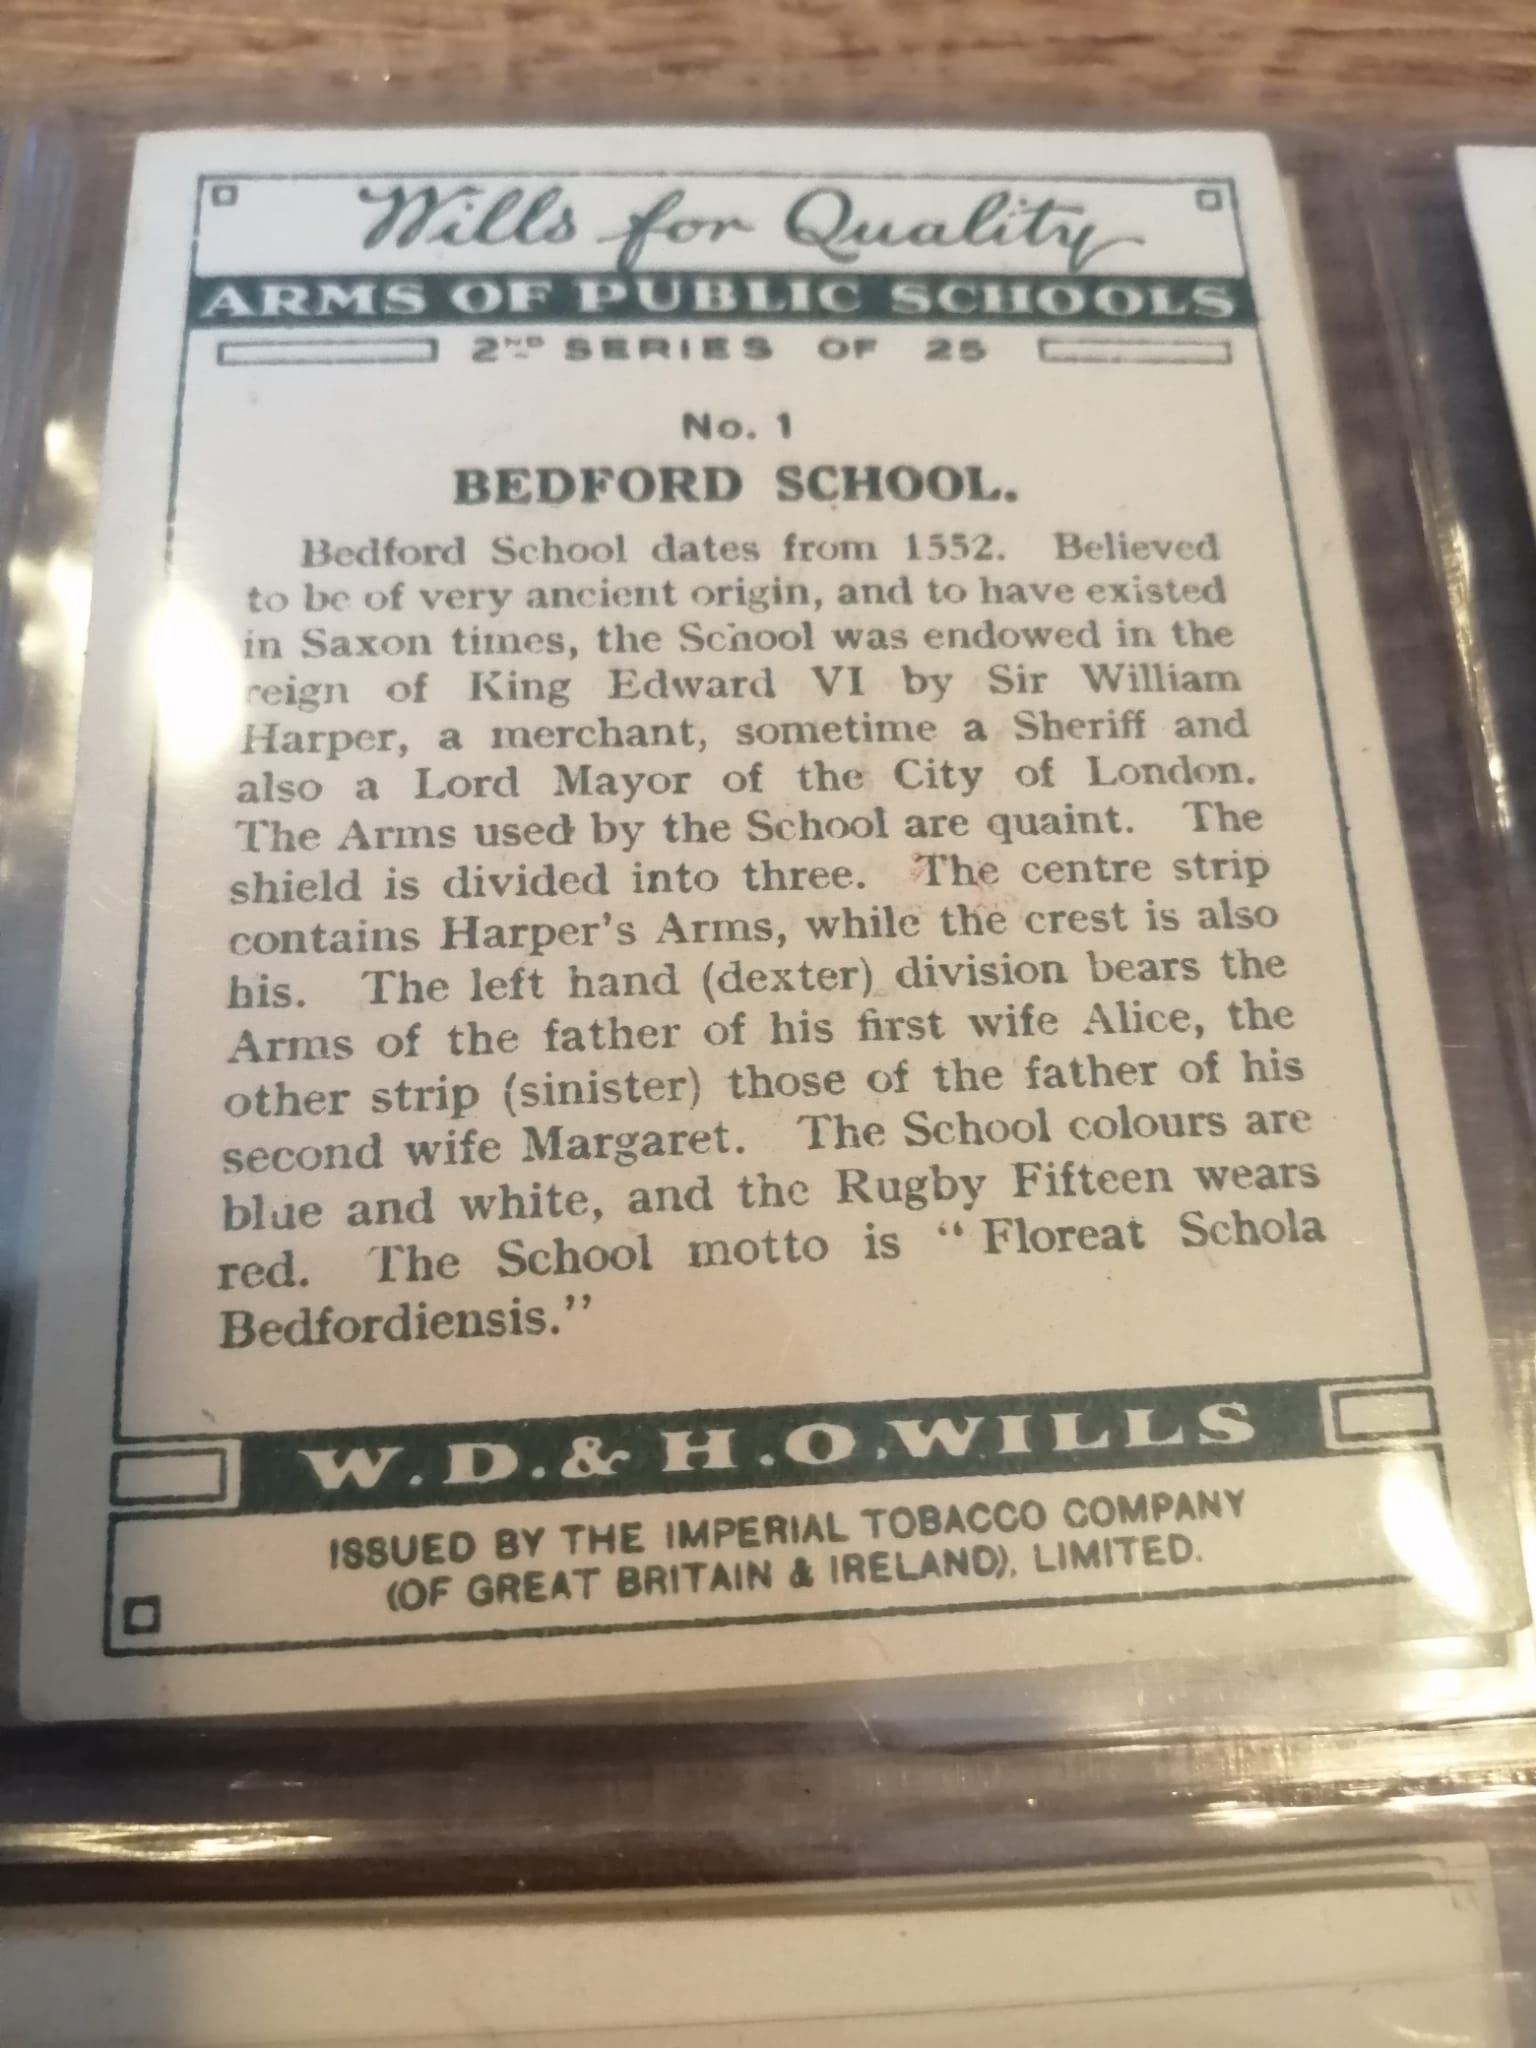 Wills for Quality
ARMS OF PUBLIC SCHOOLS
2ND SERIES OF 25
No. 1
BEDFORD SCHOOL.
Bedford School dates from 1552. Believed
to be of very ancient origin, and to have existed
in Saxon times, the School was endowed in the
reign of King Edward VI by Sir William
Harper, a merchant, sometime a Sheriff and
also a Lord Mayor of the City of London.
The Arms used by the School are quaint. The
shield is divided into three. The centre strip
contains Harper's Arms, while the crest is also
his. The left hand (dexter) division bears the
Arms of the father of his first wife Alice, the
other strip (sinister) those of the father of his
second wife Margaret. The School colours are
blue and white, and the Rugby Fifteen wears
red. The School motto is “Floreat Schola
Bedfordiensis.”
W.D.& H.O.WILLS
ISSUED BY THE IMPERIAL TOBACCO COMPANY
(OF GREAT BRITAIN & IRELAND), LIMITED.